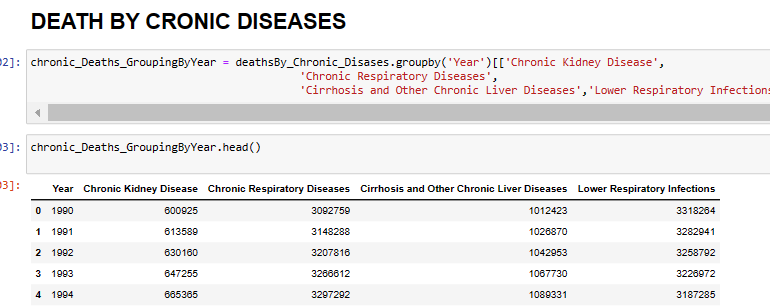 DEATH BY CRONIC DISEASES
02]: chronic_Deaths_GroupingByYear = deathsBy_Chronic_Disases.groupby('Year')[['Chronic Kidney Disease',
'Chronic Respiratory Diseases',
'Cirrhosis and Other Chronic Liver Diseases','Lower Respiratory Infections
03]: chronic_Deaths_GroupingByYear.head()
03]:
Year Chronic Kidney Disease Chronic Respiratory Diseases Cirrhosis and Other Chronic Liver Diseases Lower Respiratory Infections
0 1990 600925 3092759 1012423 3318264
1 1991 613589 3148288 1026870 3282941
2 1992 630160 3207816 1042953 3258792
3 1993 647255 3266612 1067730 3226972
4 1994 665365 3297292 1089331 3187285